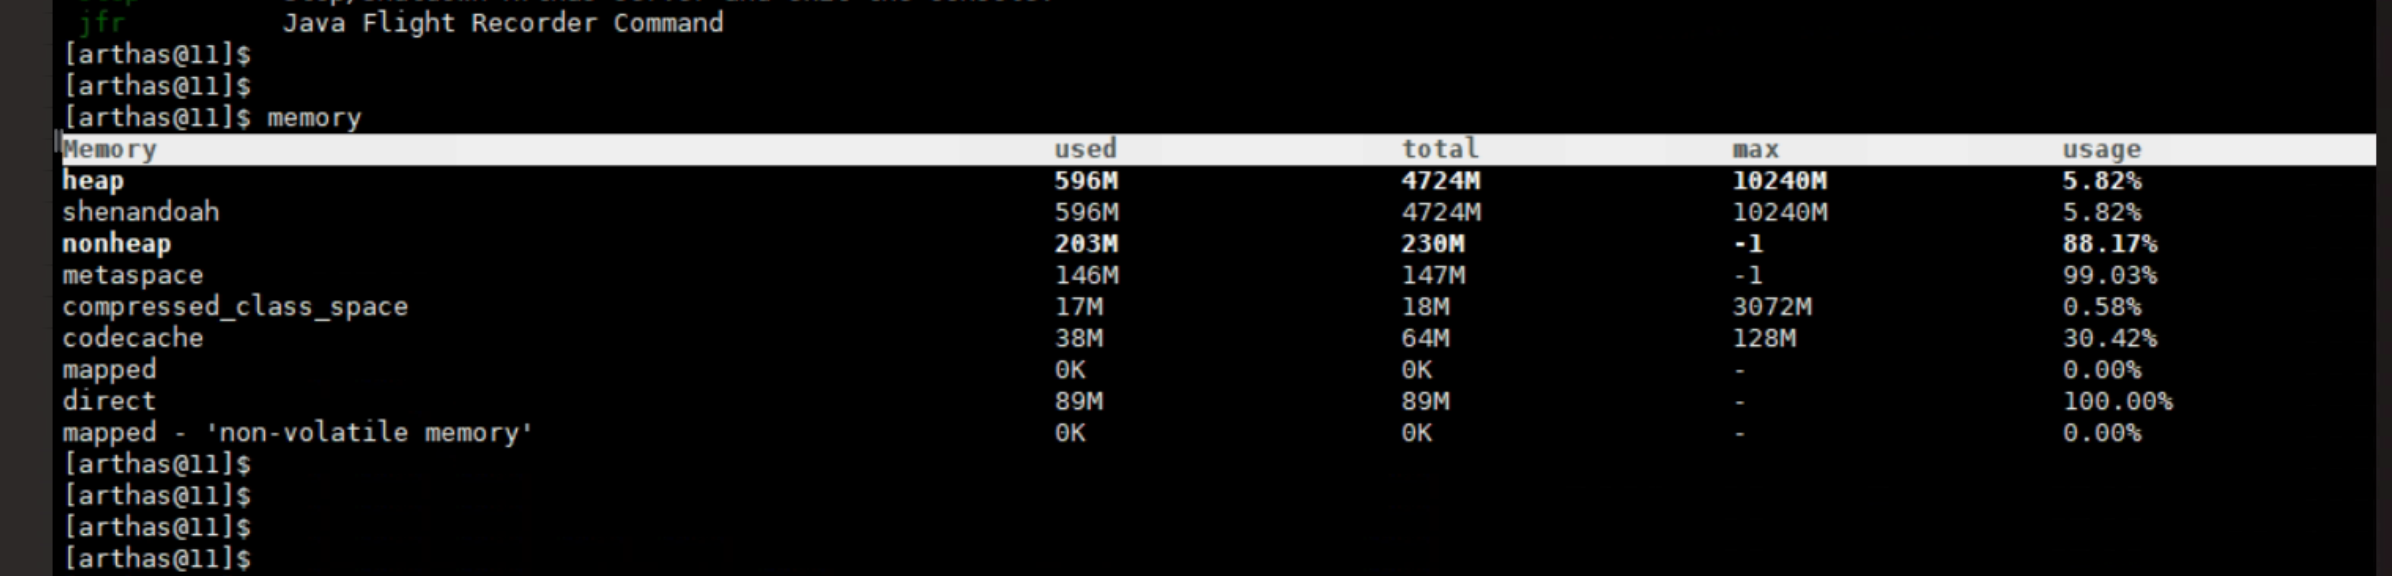 jfr Java Flight Recorder Command
[arthas@11]$
[arthas@11]$
[arthas@11]$ memory
Memory used total max usage
heap 596M 4724M 10240M 5.82%
shenandoah 596M 4724M 10240M 5.82%
nonheap 203M 230M -1 88.17%
metaspace 146M 147M -1 99.03%
compressed_class_space 17M 18M 3072M 0.58%
codecache 38M 64M 128M 30.42%
mapped 0K 0K - 0.00%
direct 89M 89M - 100.00%
mapped - 'non-volatile memory' 0K 0K - 0.00%
[arthas@11]$
[arthas@11]$
[arthas@11]$
[arthas@11]$